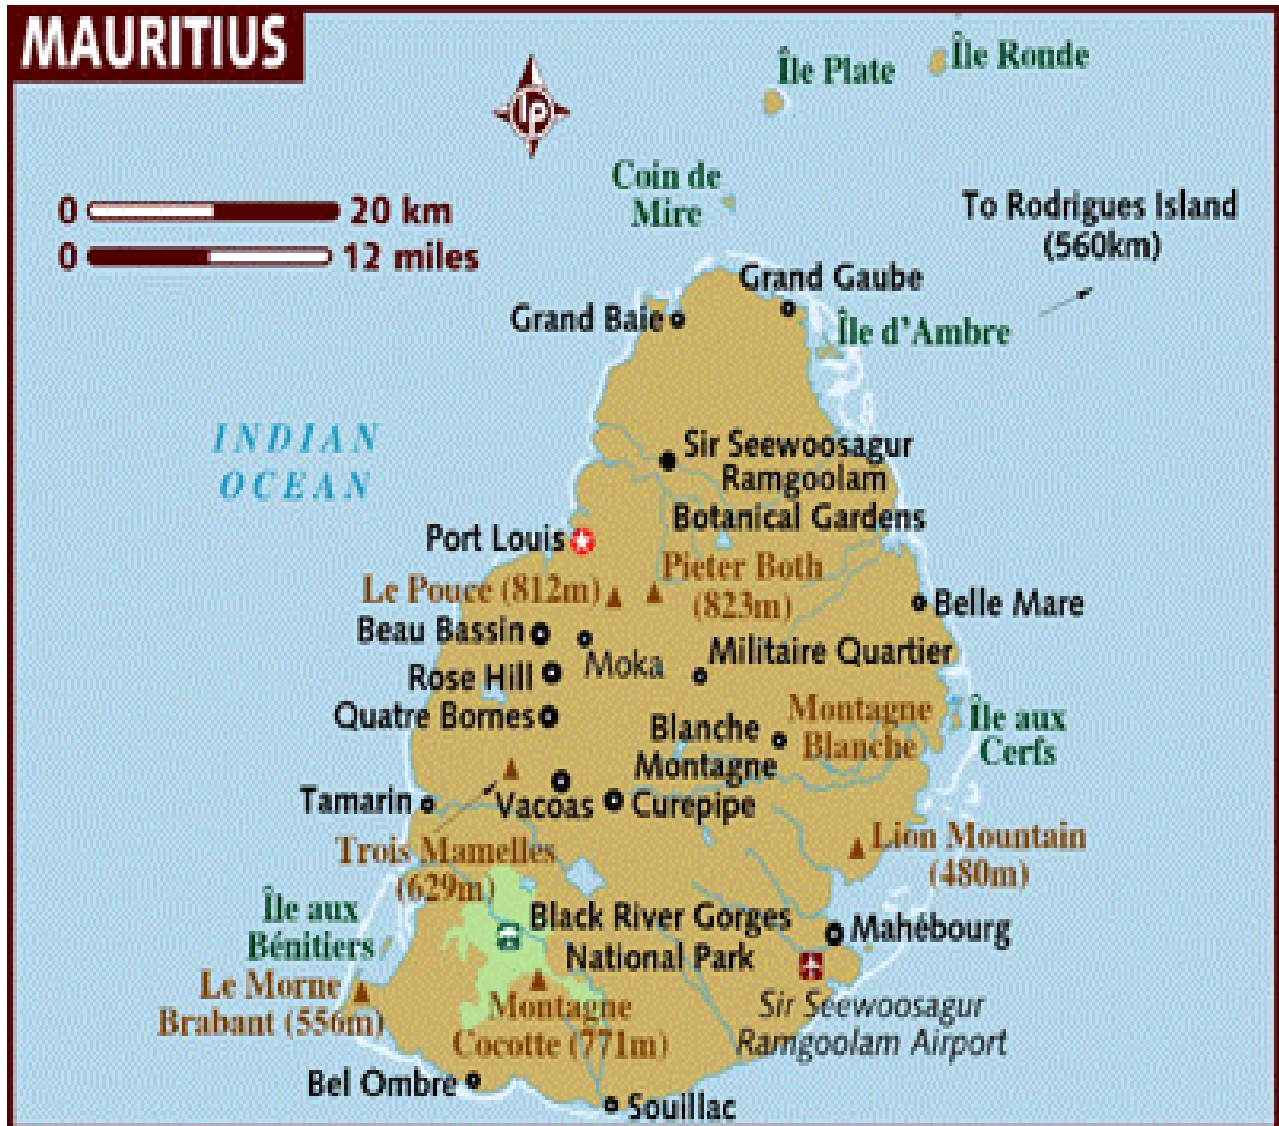 MAURITIUS
Île Plate
Île Ronde
lp
Coin de
Mire
0 20 km
0 12 miles
To Rodrigues Island
(560km)
Grand Gaube
Grand Baie
Île d'Ambre
INDIAN
OCEAN
Sir Seewoosagur
Ramgoolam
Botanical Gardens
Port Louis
Pieter Both
(823m)
Le Pouce (812m)
Belle Mare
Beau Bassin
Moka
Militaire Quartier
Rose Hill
Quatre Bornes
Blanche
Montagne
Montagne
Blanche
Île aux
Cerfs
Tamarin
Vacoas
Curepipe
Trois Mamelles
(629m)
Lion Mountain
(480m)
Île aux
Bénitiers
Black River Gorges
National Park
Mahébourg
Le Morne
Brabant (556m)
Montagne
Cocotte (771m)
Sir Seewoosagur
Ramgoolam Airport
Bel Ombre
Souillac